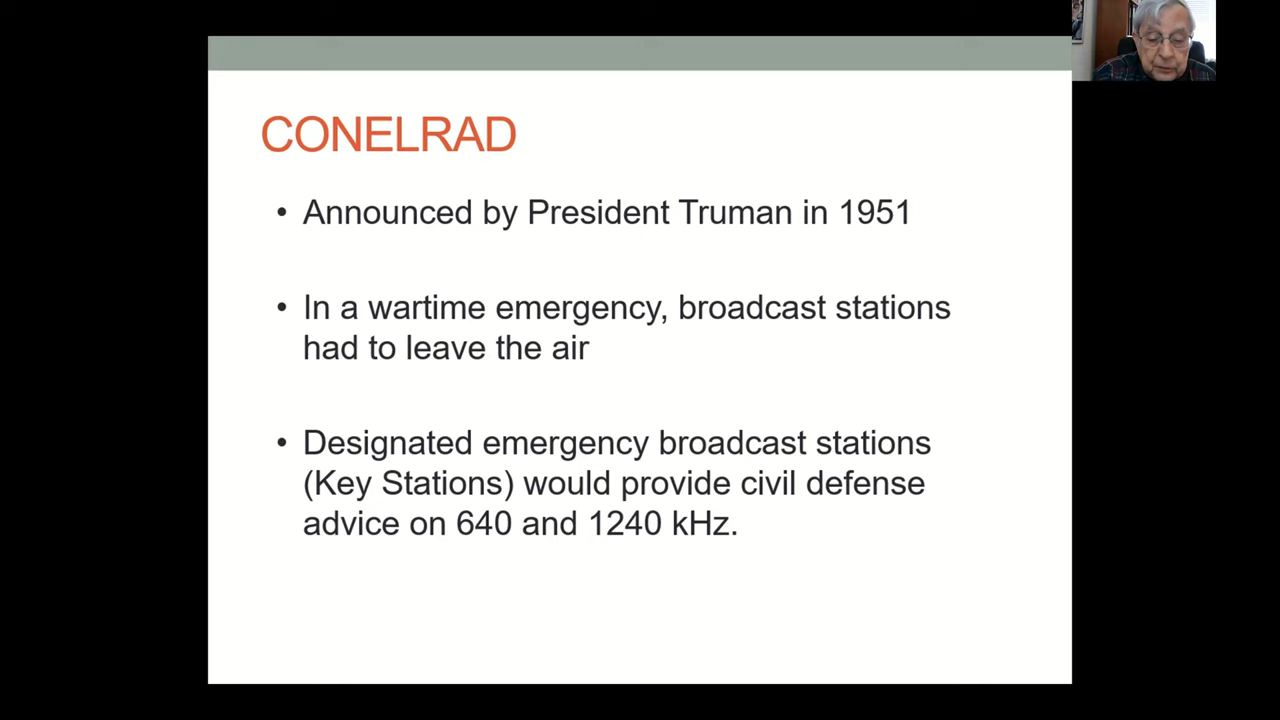 CONELRAD
• Announced by President Truman in 1951
• In a wartime emergency, broadcast stations
had to leave the air
• Designated emergency broadcast stations
(Key Stations) would provide civil defense
advice on 640 and 1240 kHz.